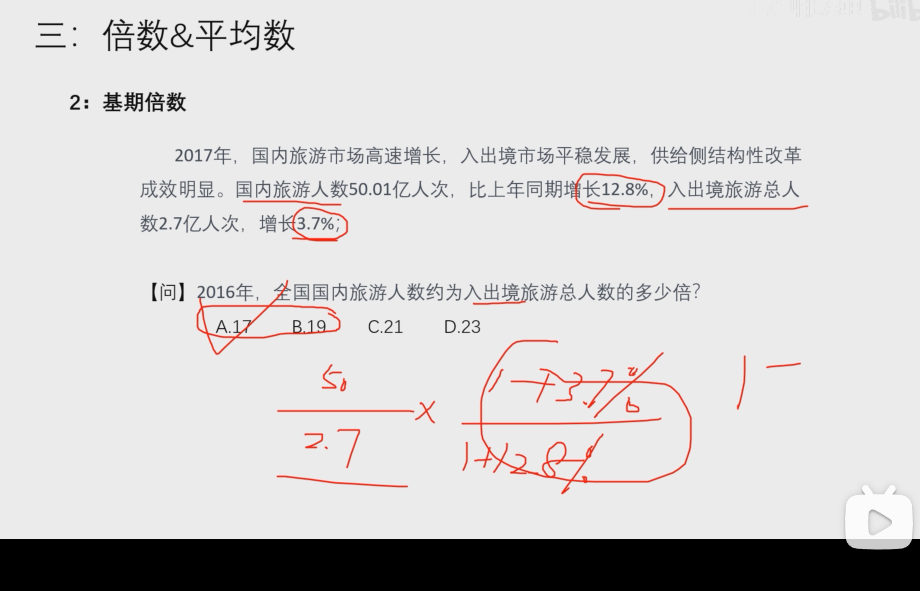 三：倍数&平均数
2：基期倍数
2017年，国内旅游市场高速增长，入出境市场平稳发展，供给侧结构性改革
成效明显。国内旅游人数50.01亿人次，比上年同期增长12.8%，入出境旅游总人
数2.7亿人次，增长3.7%；
【问】2016年，全国国内旅游人数约为入出境旅游总人数的多少倍？
A.17 B.19 C.21 D.23
50 × 1+3.7% 1-
2.7 1+12.8%